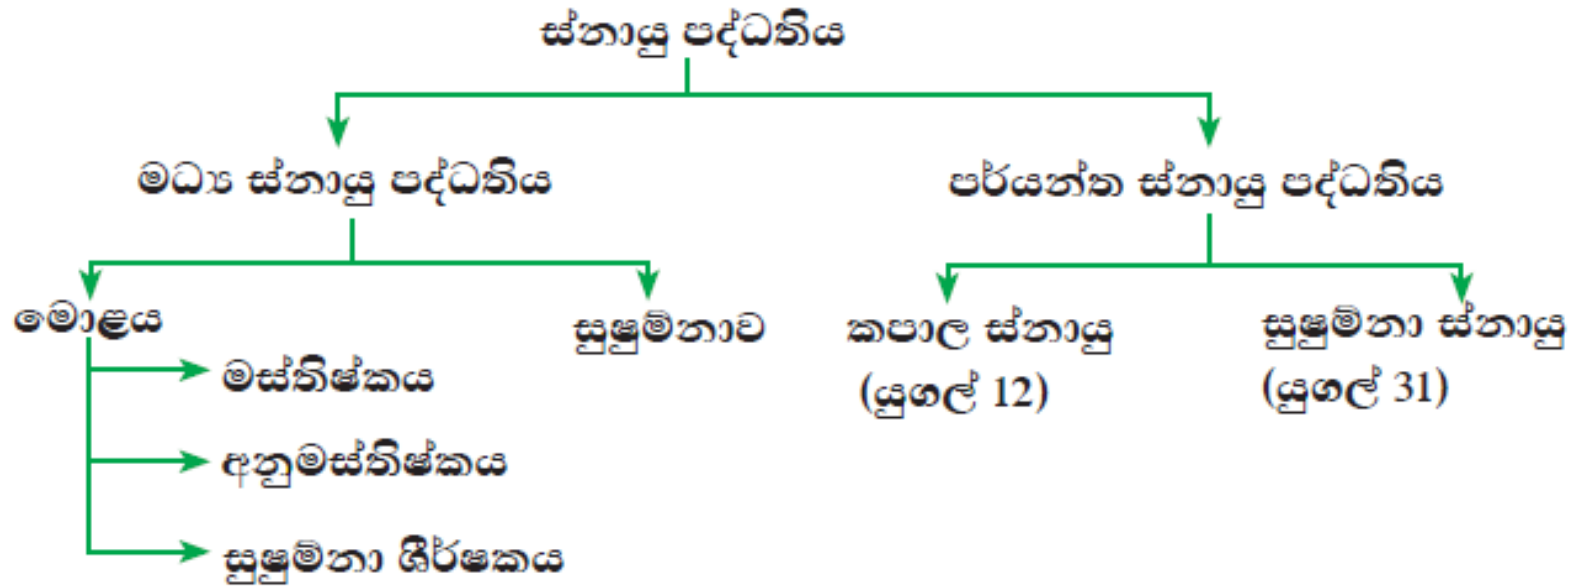 ස්නායු පද්ධතිය
මධ්‍ය ස්නායු පද්ධතිය
පර්යන්ත ස්නායු පද්ධතිය
මොළය
සුෂුම්නාව
කපාල ස්නායු
(යුගල් 12)
සුෂුම්නා ස්නායු
(යුගල් 31)
මස්තිෂ්කය
අනුමස්තිෂ්කය
සුෂුම්නා ශීර්ෂකය